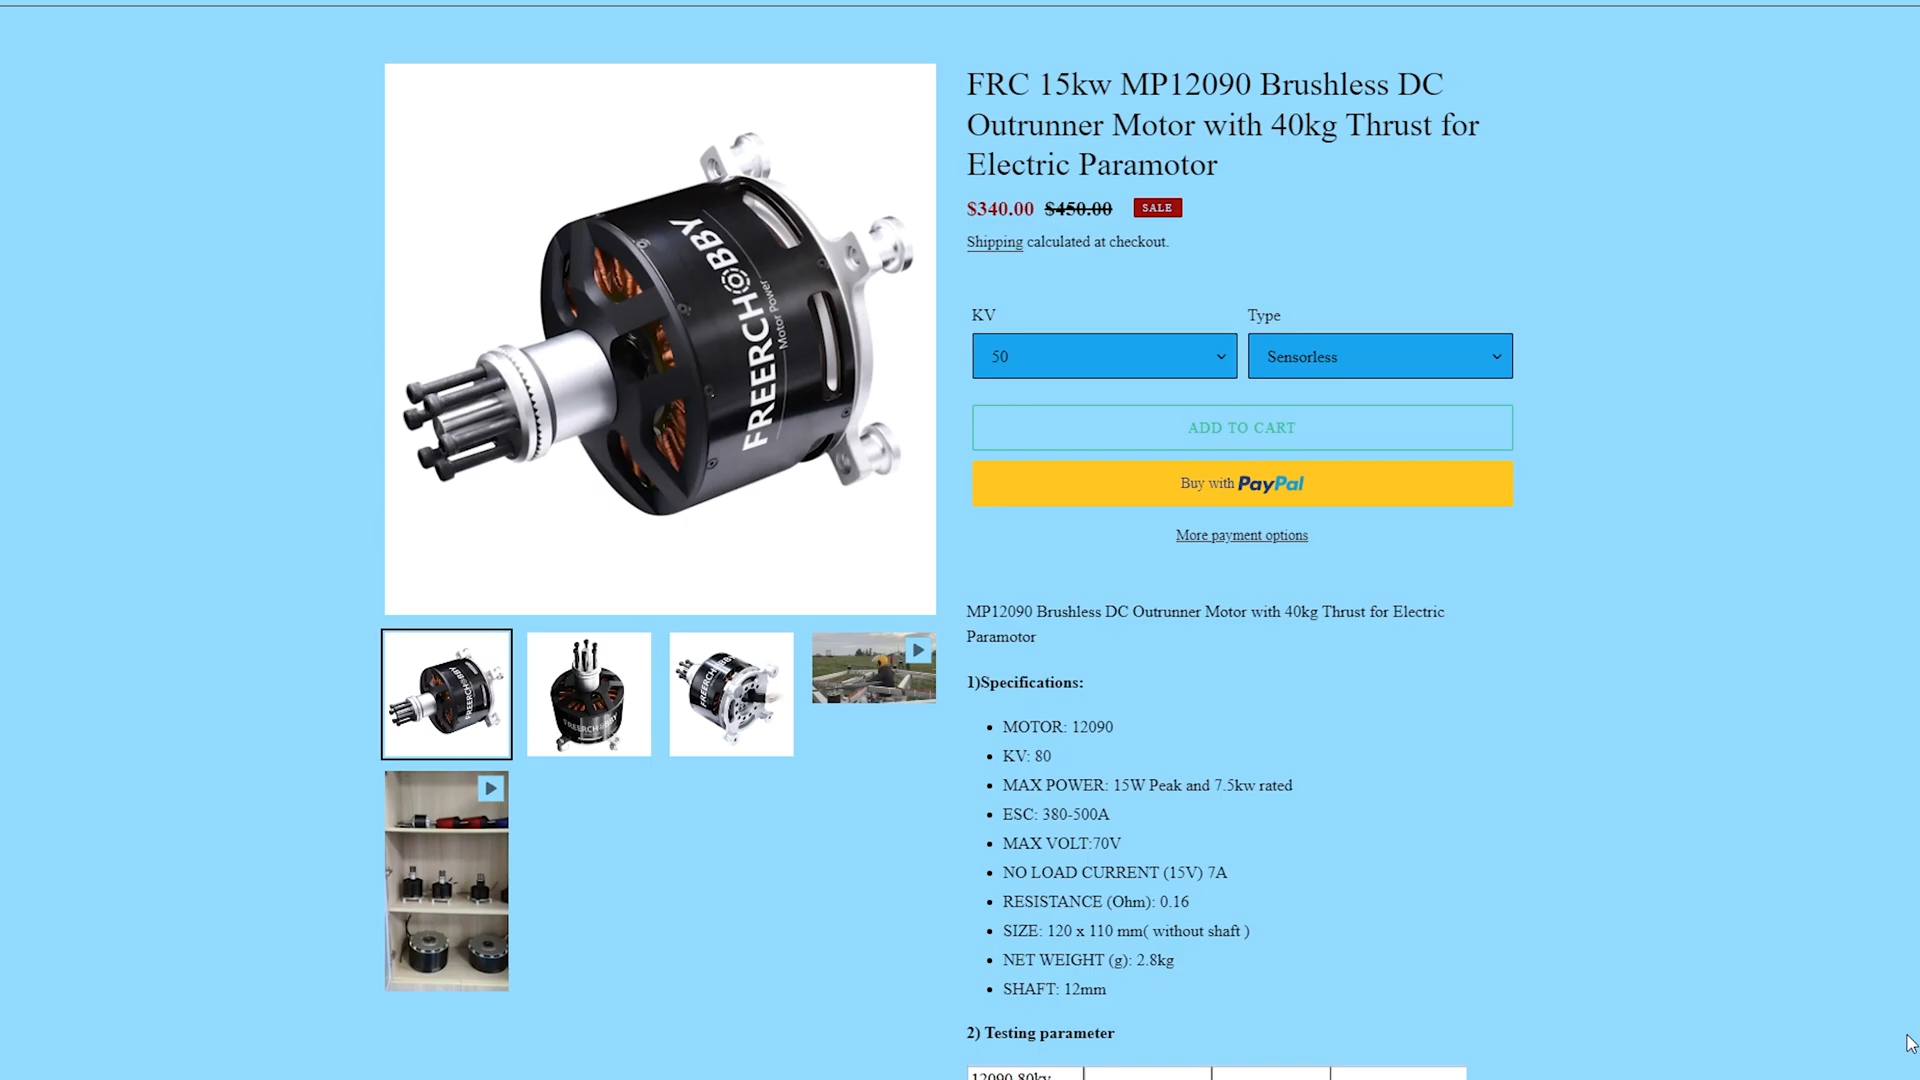 FRC 15kw MP12090 Brushless DC
Outrunner Motor with 40kg Thrust for
Electric Paramotor
$340.00 $450.00 SALE
Shipping calculated at checkout.
KV Type
50 Sensorless
ADD TO CART
Buy with PayPal
More payment options
FREERCHOBBY
Motor Power
FREERCHOBBY
FREERCHOBBY
MP12090 Brushless DC Outrunner Motor with 40kg Thrust for Electric
Paramotor
1)Specifications:
MOTOR: 12090
KV: 80
MAX POWER: 15W Peak and 7.5kw rated
ESC: 380-500A
MAX VOLT:70V
NO LOAD CURRENT (15V) 7A
RESISTANCE (Ohm): 0.16
SIZE: 120 x 110 mm( without shaft )
NET WEIGHT (g): 2.8kg
SHAFT: 12mm
2) Testing parameter
12090 80kv